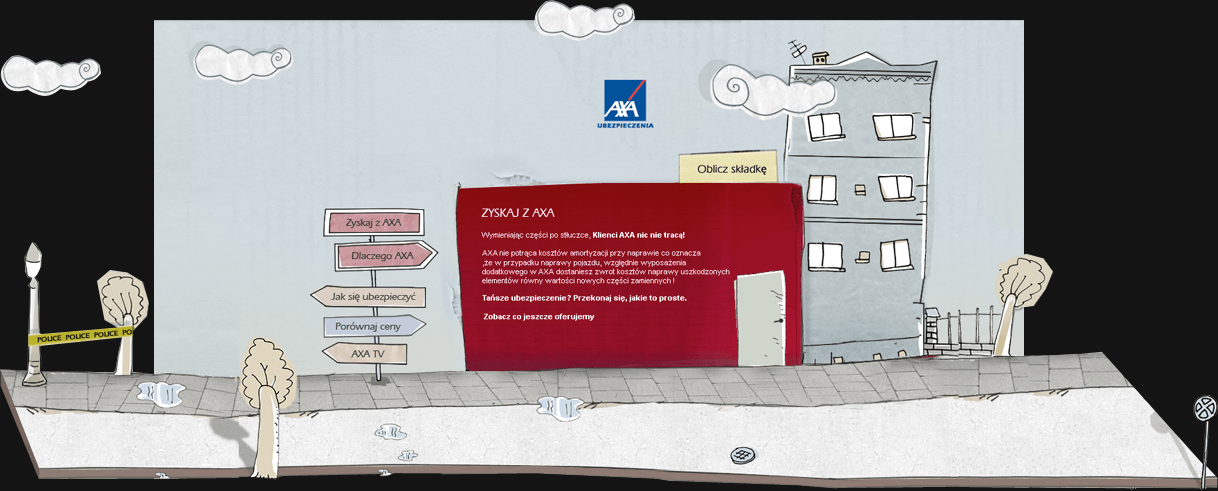 AXA
UBEZPIECZENIA
Oblicz składkę
Zyskaj z AXA
Dlaczego AXA
Jak się ubezpieczyć
Porównaj ceny
AXA TV
ZYSKAJ Z AXA
Wymieniając części po stłuczce, Klienci AXA nic nie tracą!
AXA nie potrąca kosztów amortyzacji przy naprawie co oznacza
,że w przypadku naprawy pojazdu, względnie wyposażenia
dodatkowego w AXA dostaniesz zwrot kosztów naprawy uszkodzonych
elementów równy wartości nowych części zamiennych !
Tańsze ubezpieczenie? Przekonaj się, jakie to proste.
Zobacz co jeszcze oferujemy
POLICE POLICE POLICE PO